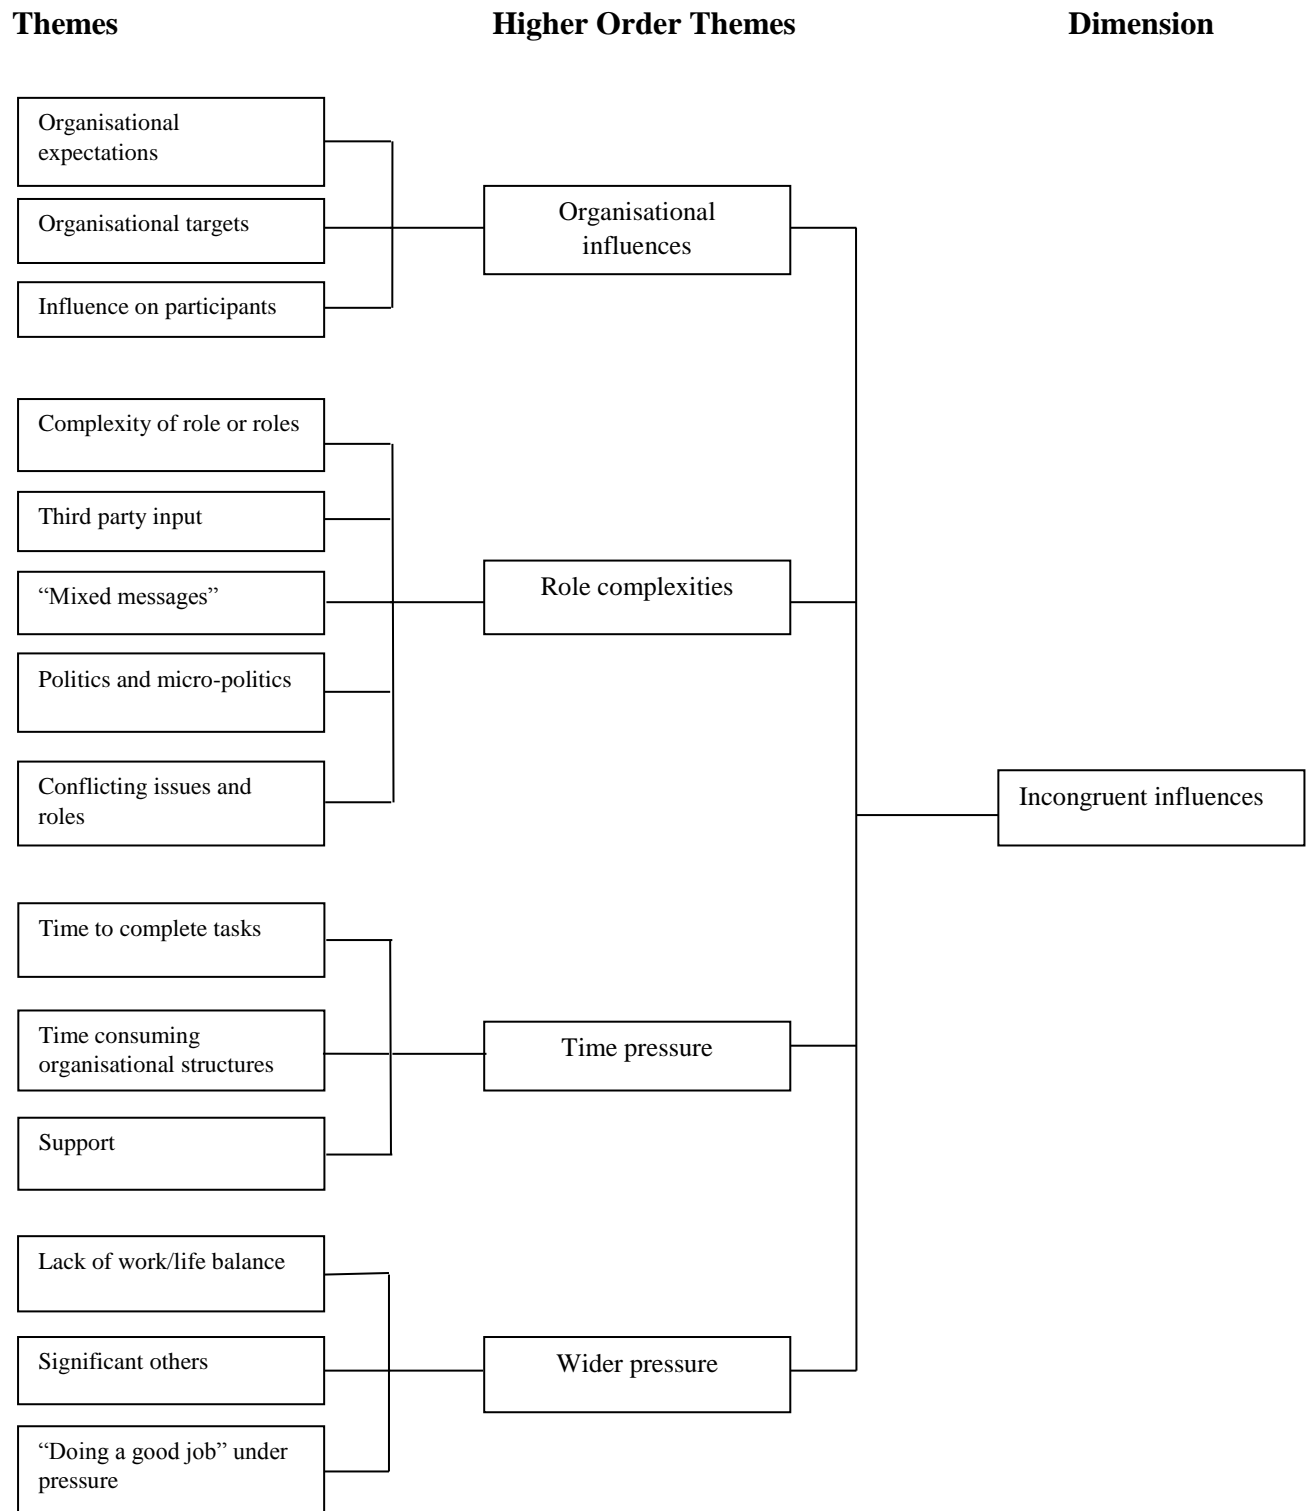 Themes
Higher Order Themes
Dimension
Organisational
expectations
Organisational targets
Influence on participants
Organisational
influences
Complexity of role or roles
Third party input
“Mixed messages”
Politics and micro-politics
Conflicting issues and
roles
Role complexities
Incongruent influences
Time to complete tasks
Time consuming
organisational structures
Support
Time pressure
Lack of work/life balance
Significant others
“Doing a good job” under
pressure
Wider pressure